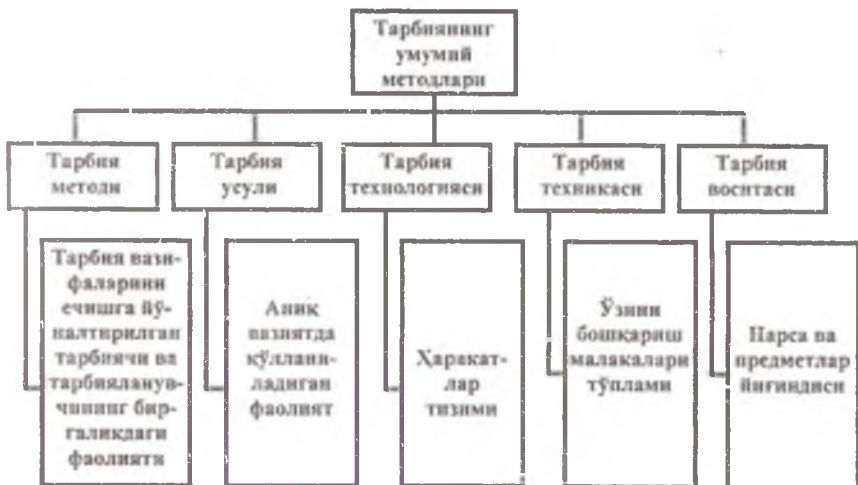 Тарбиянинг
умумий
методлари
Тарбия
методи
Тарбия
усули
Тарбия
технологияси
Тарбия
техникаси
Тарбия
воситаси
Тарбия вази-
фаларини
ечишга йў-
налтирилган
тарбиячи ва
тарбияланув-
чининг бир-
галикдаги
фаолияти
Аниқ
вазиятда
қўллани-
ладиган
фаолият
Ҳаракат-
лар
тизими
Ўзини
бошқариш
малакалари
тўплами
Нарса ва
предметлар
йиғиндиси